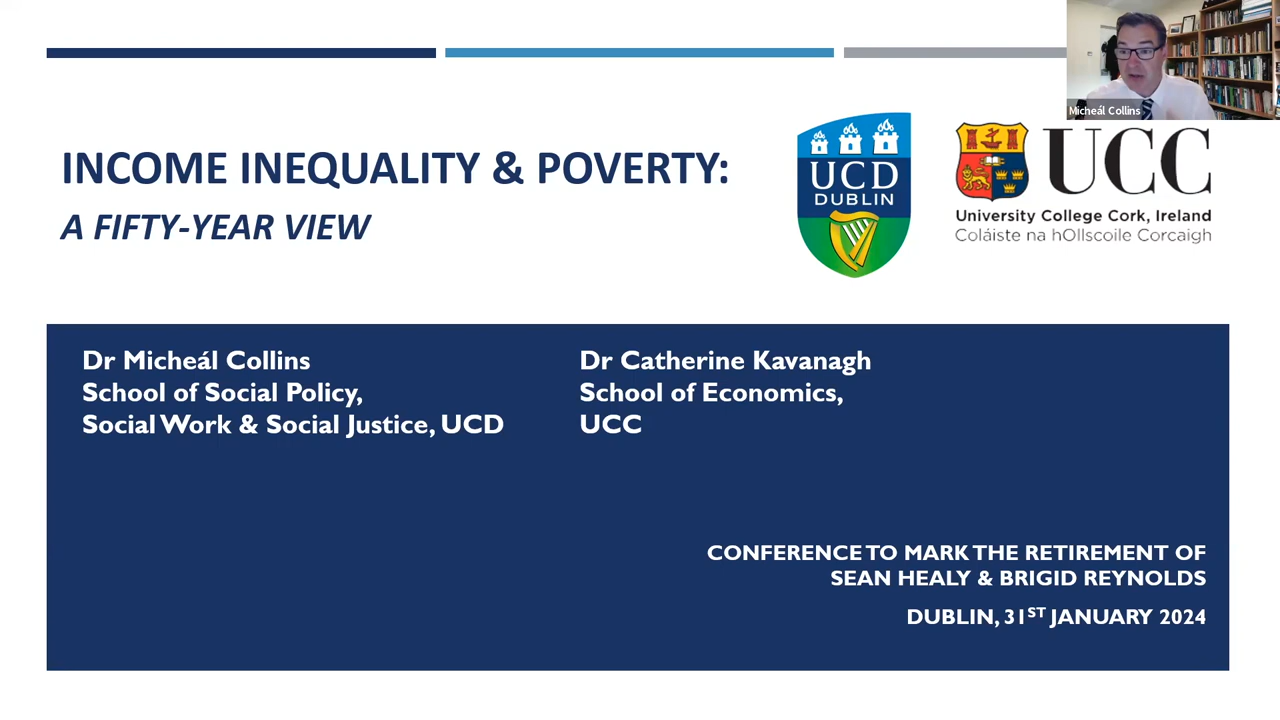 Micheál Collins
INCOME INEQUALITY & POVERTY:
A FIFTY-YEAR VIEW
UCD
DUBLIN
UCC
University College Cork, Ireland
Coláiste na hOllscoile Corcaigh
Dr Micheál Collins
School of Social Policy,
Social Work & Social Justice, UCD
Dr Catherine Kavanagh
School of Economics,
UCC
CONFERENCE TO MARK THE RETIREMENT OF
SEAN HEALY & BRIGID REYNOLDS
DUBLIN, 31ST JANUARY 2024